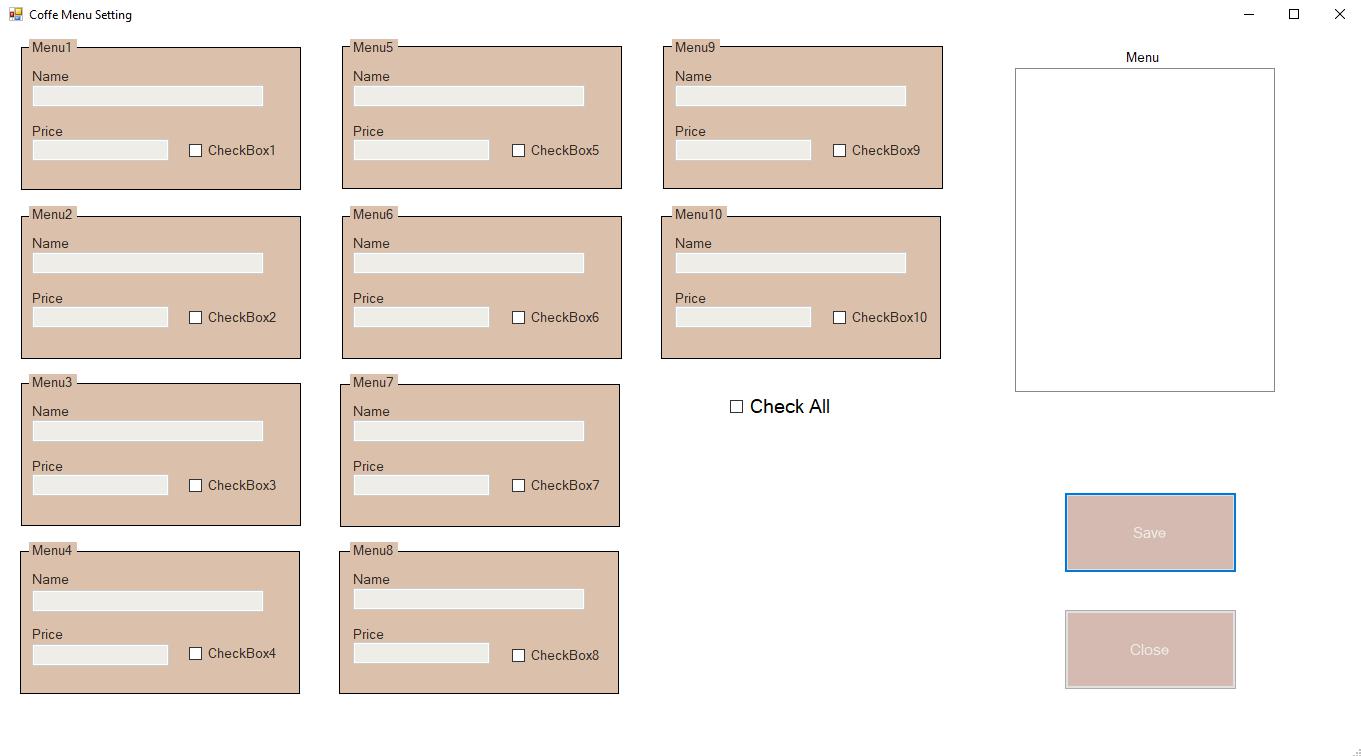 Coffe Menu Setting
Menu1
Name
Price
CheckBox1
Menu2
Name
Price
CheckBox2
Menu3
Name
Price
CheckBox3
Menu4
Name
Price
CheckBox4
Menu5
Name
Price
CheckBox5
Menu6
Name
Price
CheckBox6
Menu7
Name
Price
CheckBox7
Menu8
Name
Price
CheckBox8
Menu9
Name
Price
CheckBox9
Menu10
Name
Price
CheckBox10
Check All
Menu
Save
Close